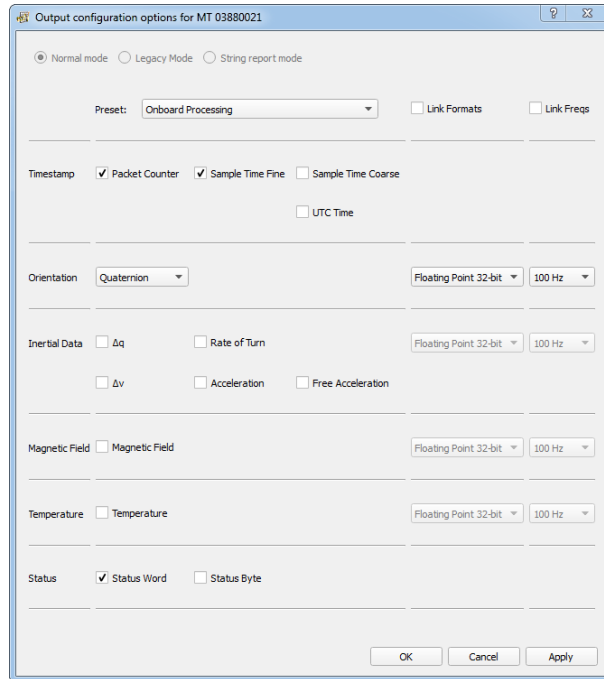 Output configuration options for MT 03880021
Normal mode Legacy Mode String report mode
Preset: Onboard Processing Link Formats Link Freqs
Timestamp Packet Counter Sample Time Fine Sample Time Coarse
UTC Time
Orientation Quaternion Floating Point 32-bit 100 Hz
Inertial Data Δq Rate of Turn Floating Point 32-bit 100 Hz
Δv Acceleration Free Acceleration
Magnetic Field Magnetic Field Floating Point 32-bit 100 Hz
Temperature Temperature Floating Point 32-bit 100 Hz
Status Status Word Status Byte
OK Cancel Apply